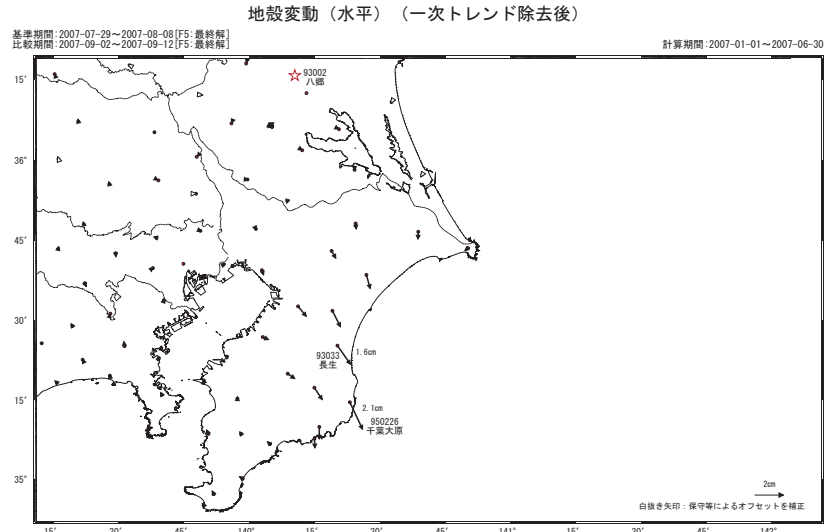 地殻変動（水平）（一次トレンド除去後）
基準期間:2007-07-29～2007-08-08[F5:最終解]
比較期間:2007-09-02～2007-09-12[F5:最終解]
計算期間:2007-01-01～2007-06-30
93002
八郷
15′
36°
45′
30′
15′
35°
1.6cm
93033
長生
2.1cm
950226
千葉大原
2cm
白抜き矢印：保守等によるオフセットを補正
15′ 30′ 45′ 140° 15′ 30′ 45′ 141° 15′ 30′ 45′ 142°